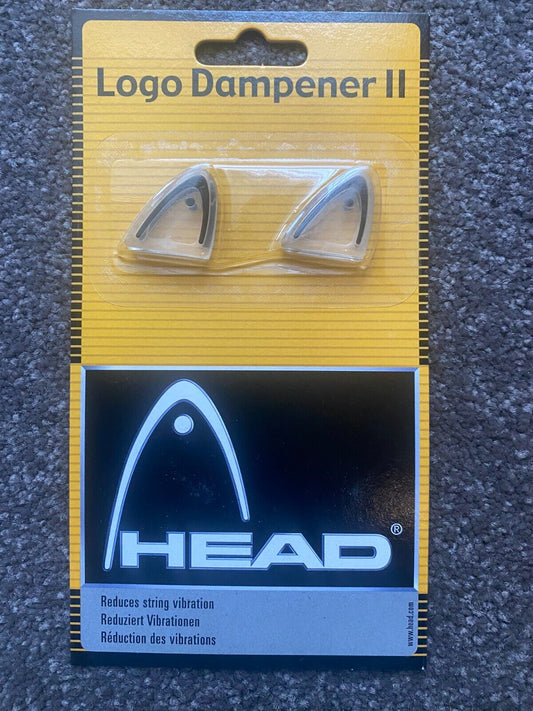 Logo Dampener II
HEAD®
Reduces string vibration
Reduziert Vibrationen
Réduction des vibrations
www.head.com